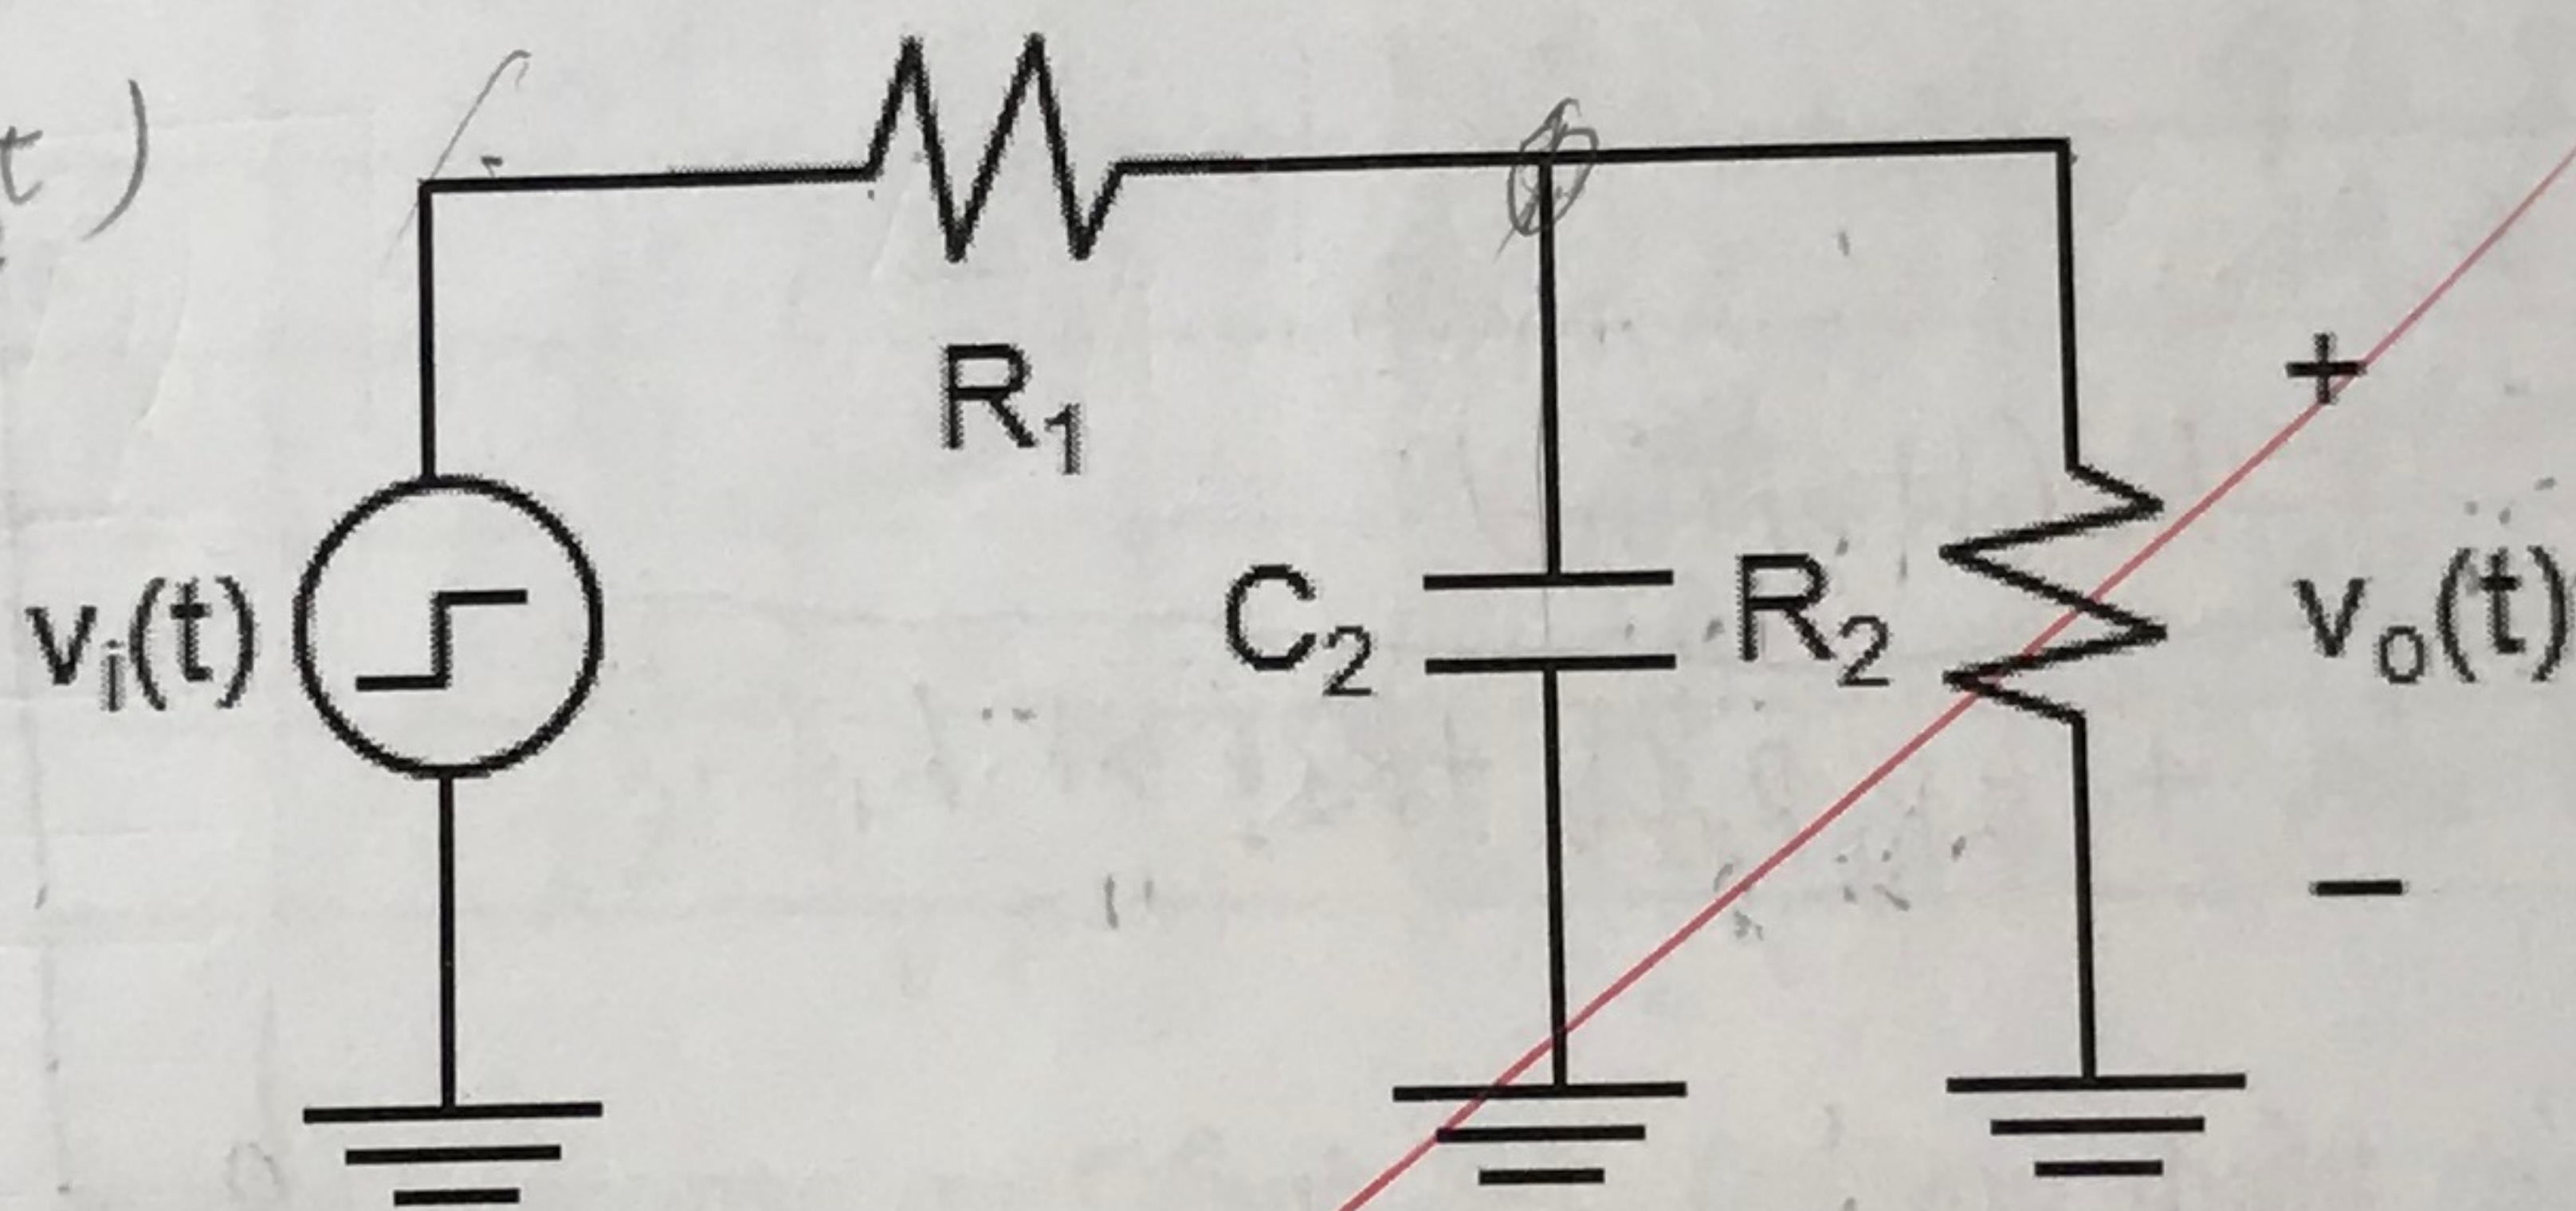 t)
R₁
+
vᵢ(t)
C₂
R₂
vₒ(t)
−